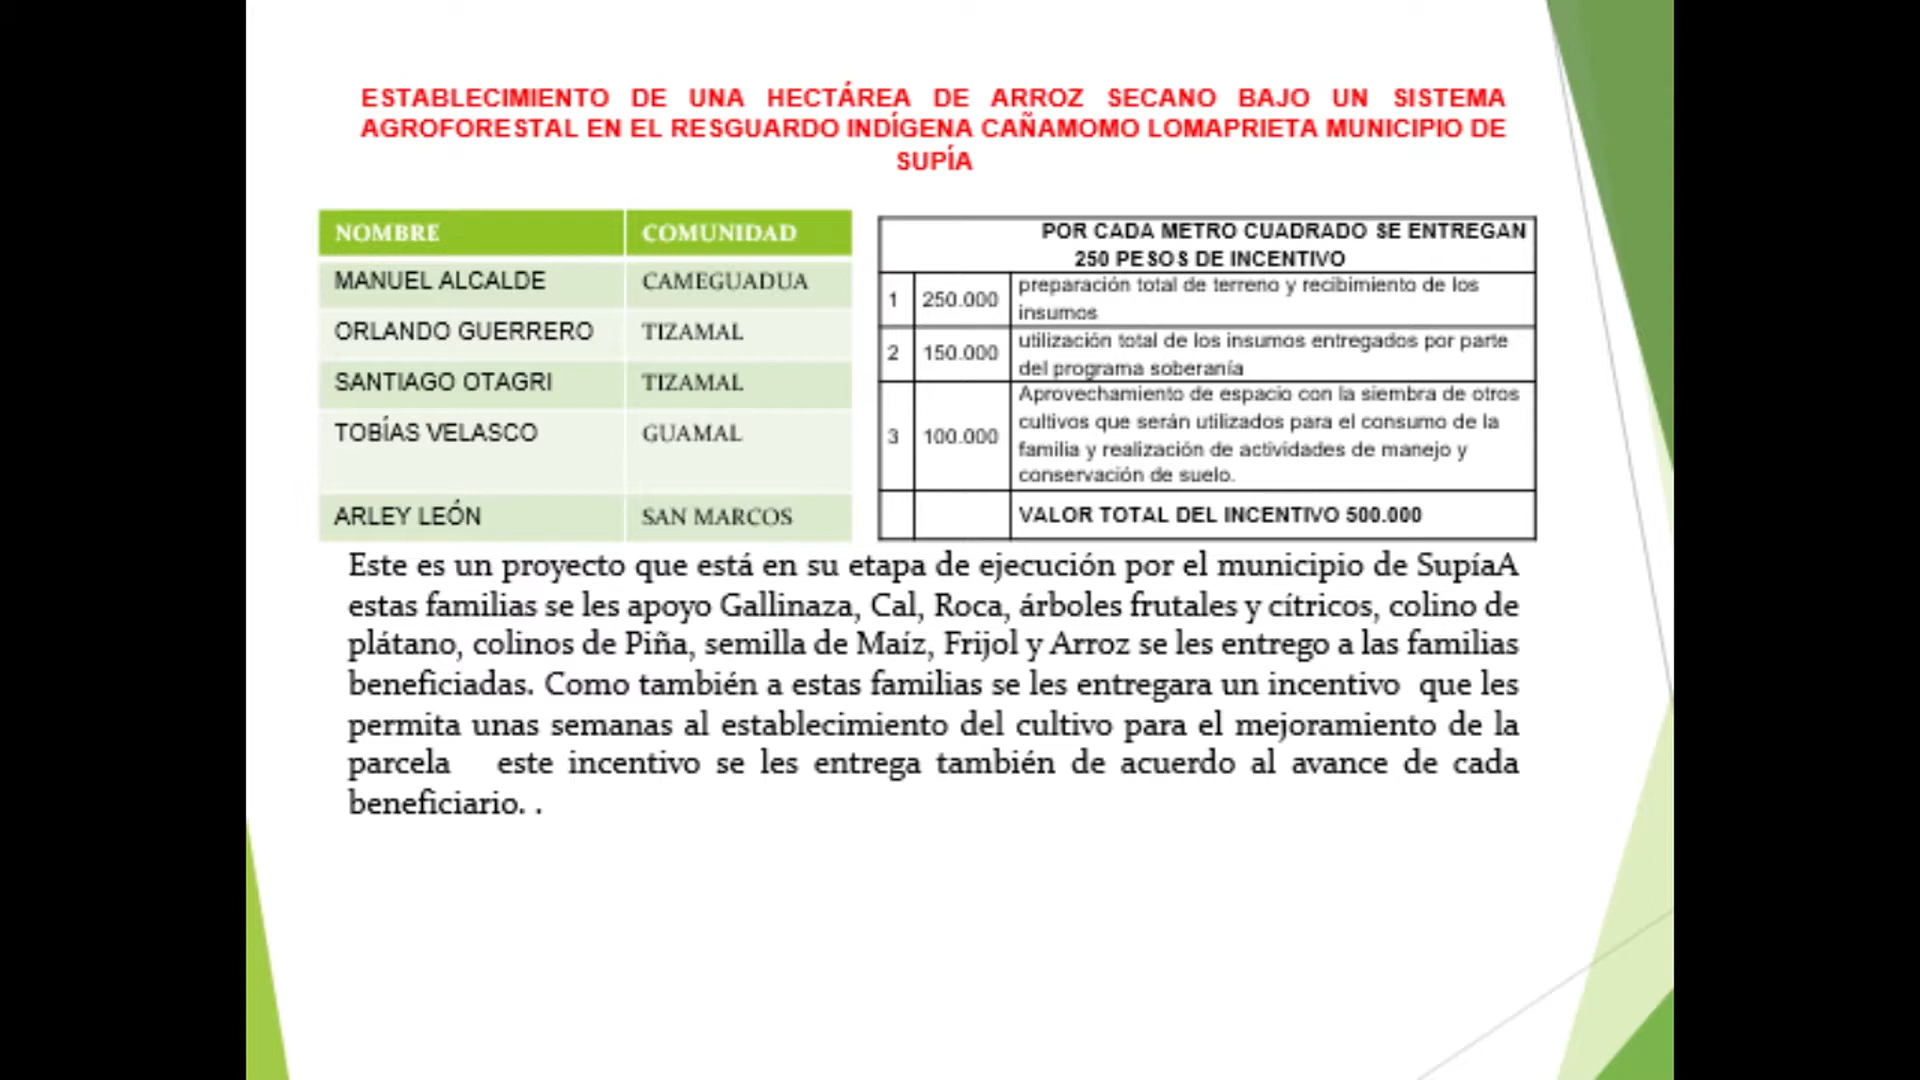 ESTABLECIMIENTO DE UNA HECTÁREA DE ARROZ SECANO BAJO UN SISTEMA
AGROFORESTAL EN EL RESGUARDO INDÍGENA CAÑAMOMO LOMAPRIETA MUNICIPIO DE
SUPÍA
NOMBRE COMUNIDAD
MANUEL ALCALDE CAMEGUADUA
ORLANDO GUERRERO TIZAMAL
SANTIAGO OTAGRI TIZAMAL
TOBÍAS VELASCO GUAMAL
ARLEY LEÓN SAN MARCOS
POR CADA METRO CUADRADO SE ENTREGAN
250 PESOS DE INCENTIVO
1 250.000 preparación total de terreno y recibimiento de los
insumos
2 150.000 utilización total de los insumos entregados por parte
del programa soberanía
3 100.000 Aprovechamiento de espacio con la siembra de otros
cultivos que serán utilizados para el consumo de la
familia y realización de actividades de manejo y
conservación de suelo.
VALOR TOTAL DEL INCENTIVO 500.000
Este es un proyecto que está en su etapa de ejecución por el municipio de SupíaA
estas familias se les apoyo Gallinaza, Cal, Roca, árboles frutales y cítricos, colino de
plátano, colinos de Piña, semilla de Maíz, Frijol y Arroz se les entrego a las familias
beneficiadas. Como también a estas familias se les entregara un incentivo que les
permita unas semanas al establecimiento del cultivo para el mejoramiento de la
parcela este incentivo se les entrega también de acuerdo al avance de cada
beneficiario. .